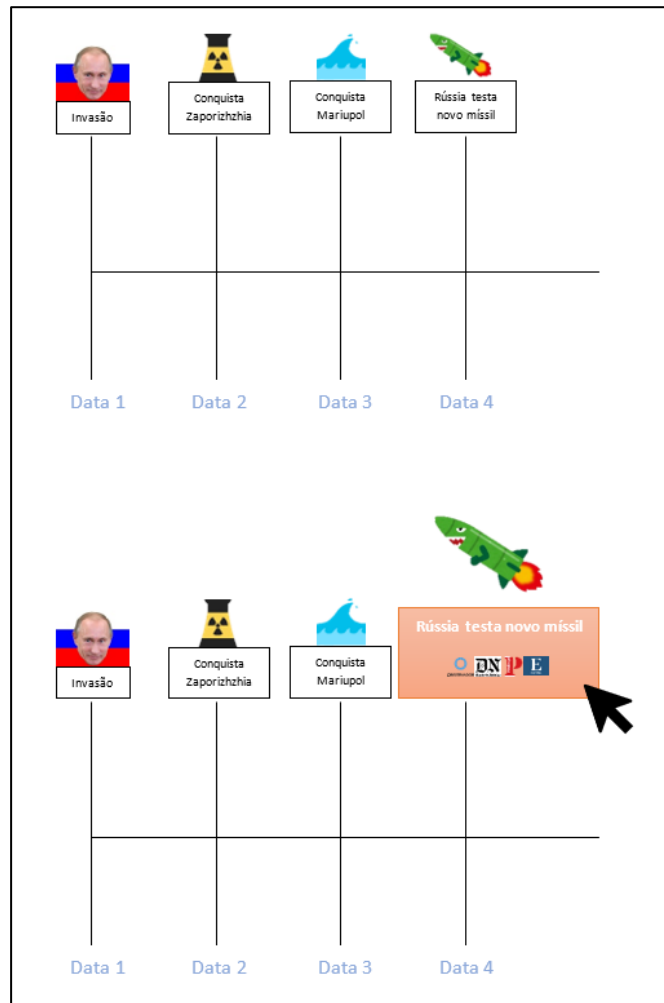 Invasão
Conquista
Zaporizhzhia
Conquista
Mariupol
Rússia testa
novo míssil
Data 1
Data 2
Data 3
Data 4
Rússia testa novo míssil
O DN P E
Invasão
Conquista
Zaporizhzhia
Conquista
Mariupol
Data 1
Data 2
Data 3
Data 4